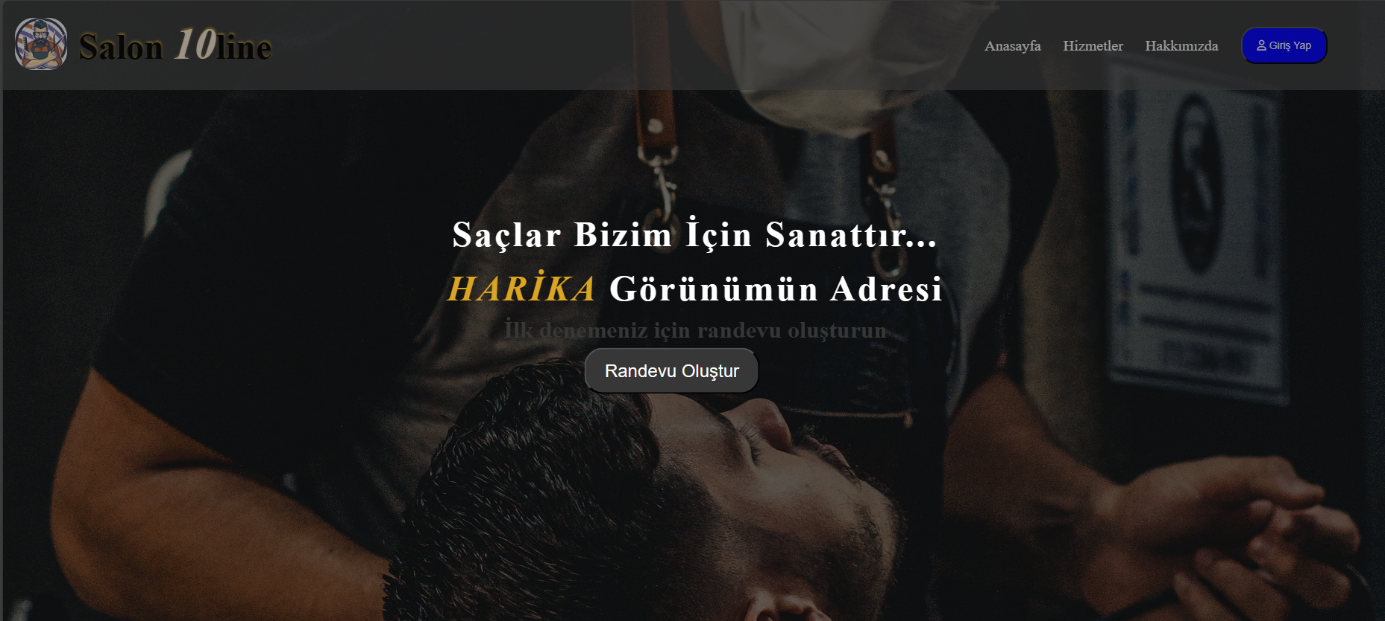 Salon 10line
Anasayfa Hizmetler Hakkımızda Giriş Yap
Saçlar Bizim İçin Sanattır...
HARİKA Görünümün Adresi
İlk denemeniz için randevu oluşturun
Randevu Oluştur